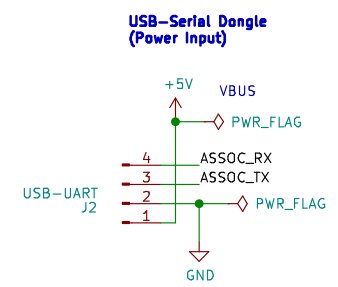 USB-Serial Dongle
(Power Input)
+5V
VBUS
PWR_FLAG
4 ASSOC_RX
3 ASSOC_TX
USB-UART
J2
2 PWR_FLAG
1
GND